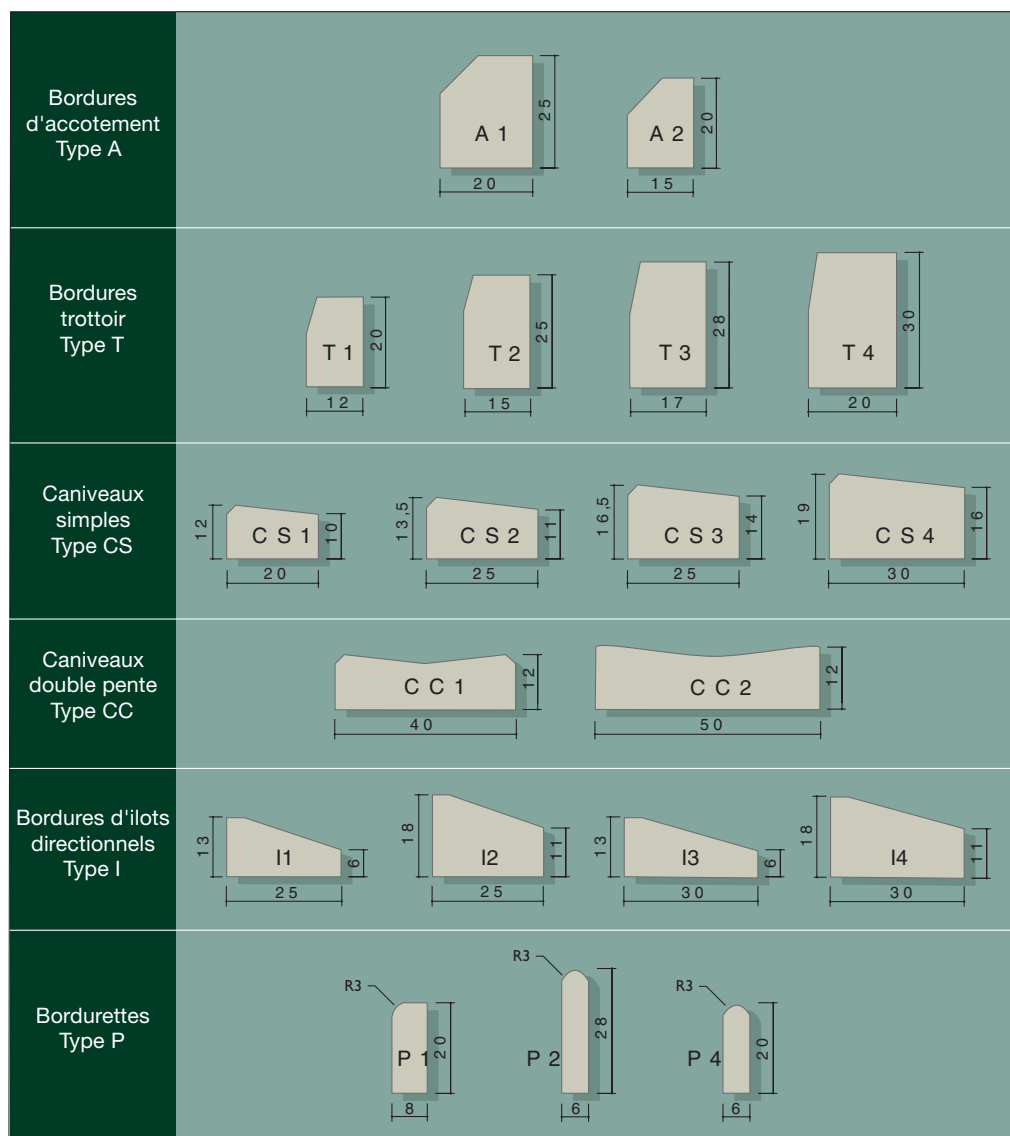 Bordures
d'accotement
Type A
A 1
25
20
A 2
20
15
Bordures
trottoir
Type T
T 1
20
12
T 2
25
15
T 3
28
17
T 4
30
20
Caniveaux
simples
Type CS
12
C S 1
10
20
13,5
C S 2
11
25
16,5
C S 3
14
25
19
C S 4
16
30
Caniveaux
double pente
Type CC
C C 1
12
40
C C 2
12
50
Bordures d'ilots
directionnels
Type I
13
I1
6
25
18
I2
11
25
13
I3
6
30
18
I4
11
30
Bordurettes
Type P
R3
P 1
20
8
R3
P 2
28
6
R3
P 4
20
6